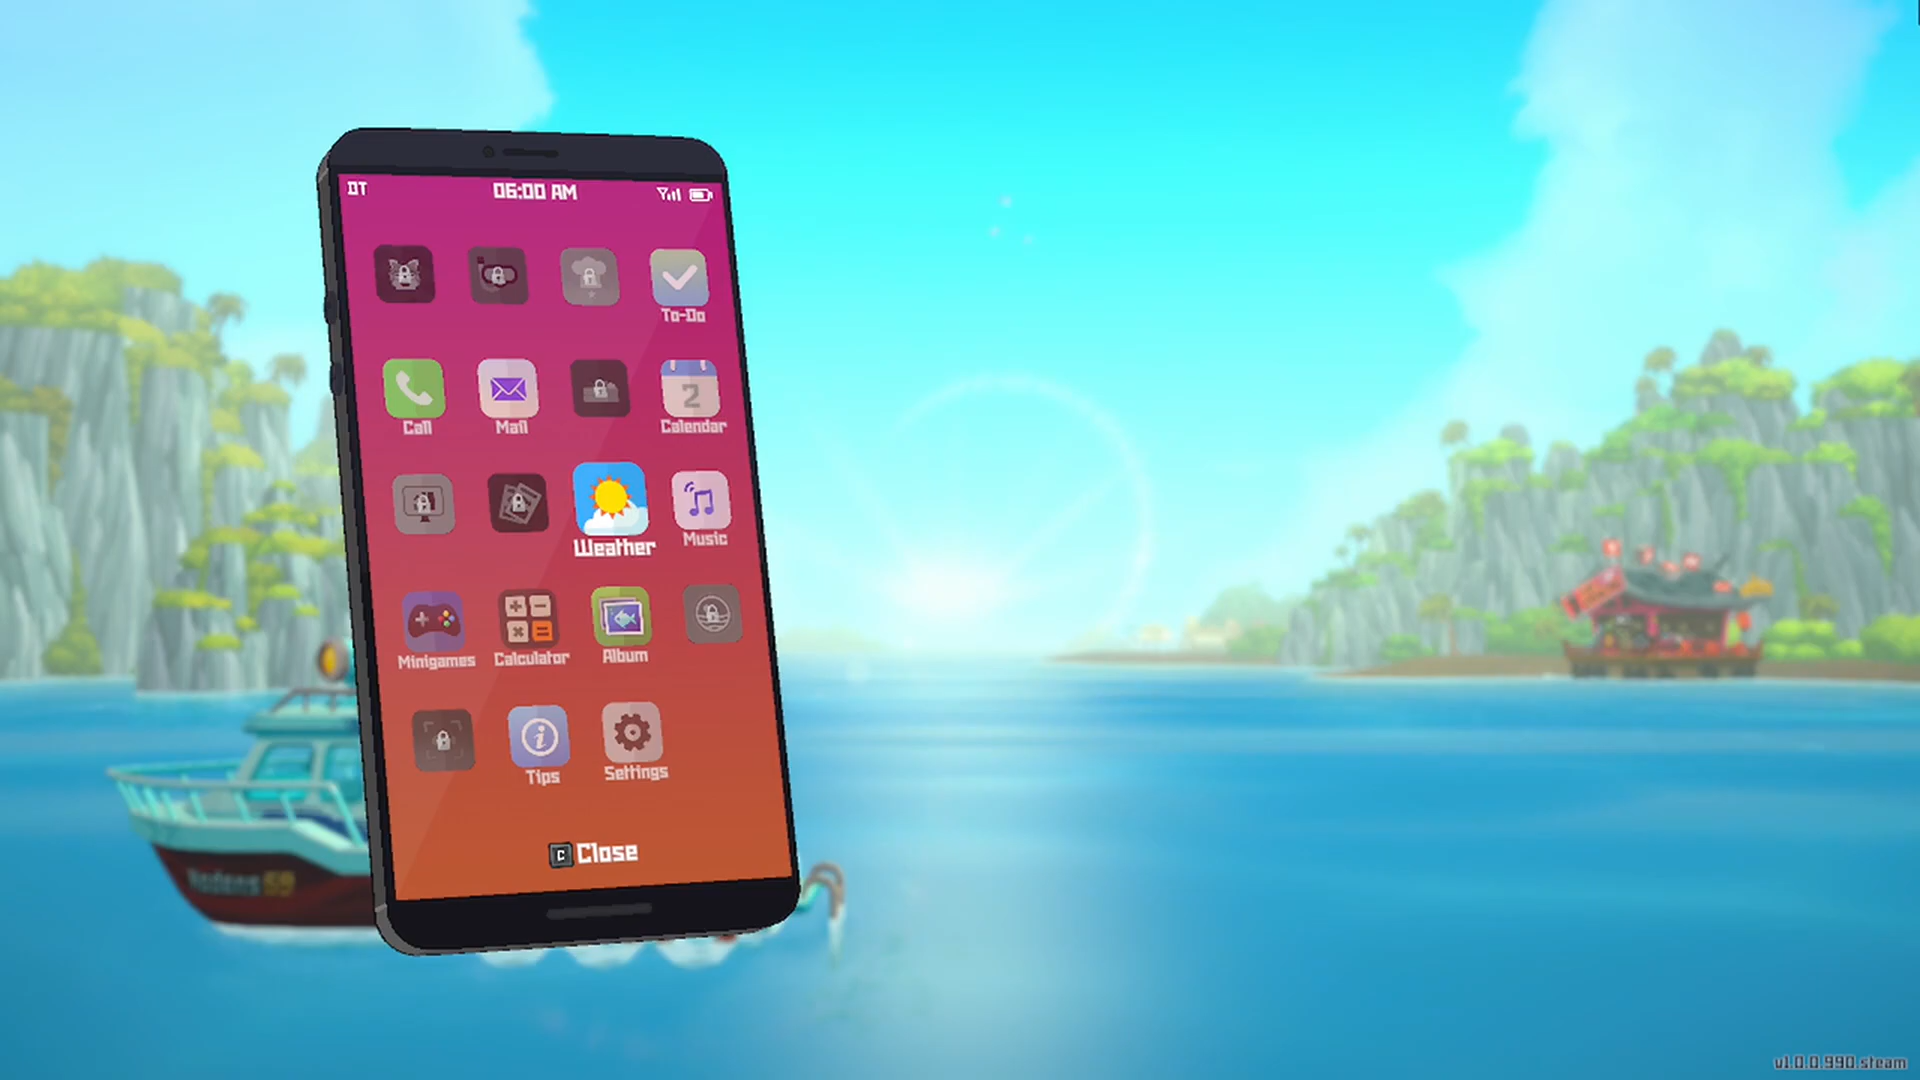 DT 06:00 AM
To-Do
Call Mail Calendar
2
Weather Music
Minigames Calculator Album
Tips Settings
C Close
v1.0.0.990.steam